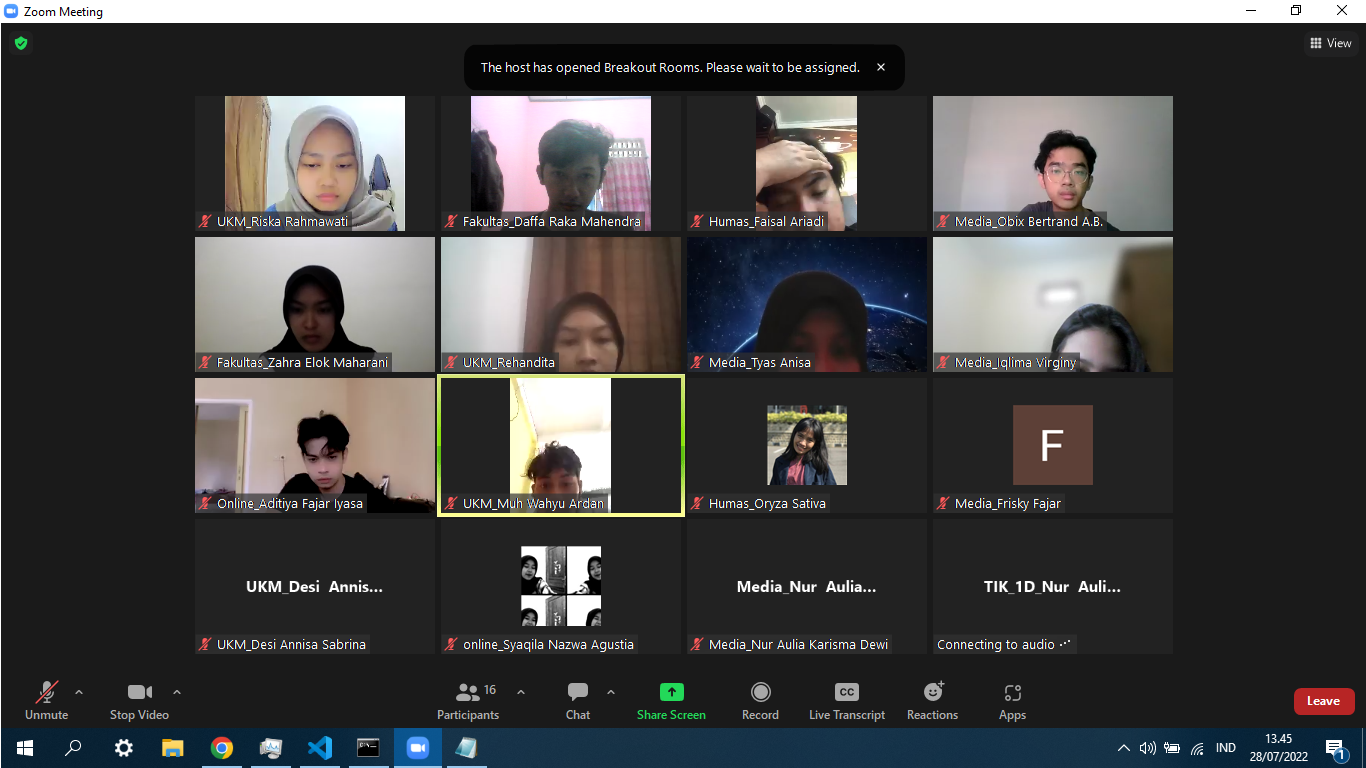 Zoom Meeting
The host has opened Breakout Rooms. Please wait to be assigned.
View
UKM_Riska Rahmawati
Fakultas_Daffa Raka Mahendra
Humas_Faisal Ariadi
Media_Obix Bertrand A.B.
Fakultas_Zahra Elok Maharani
UKM_Rehandita
Media_Tyas Anisa
Media_Iqlima Virginy
Online_Aditiya Fajar Iyasa
UKM_Muh Wahyu Ardan
Humas_Oryza Sativa
F
Media_Frisky Fajar
UKM_Desi Annis...
UKM_Desi Annisa Sabrina
online_Syaqila Nazwa Agustia
Media_Nur Aulia...
Media_Nur Aulia Karisma Dewi
TIK_1D_Nur Auli...
Connecting to audio
Unmute
Stop Video
16
Participants
Chat
Share Screen
Record
CC
Live Transcript
Reactions
Apps
Leave
IND
13.45
28/07/2022
1